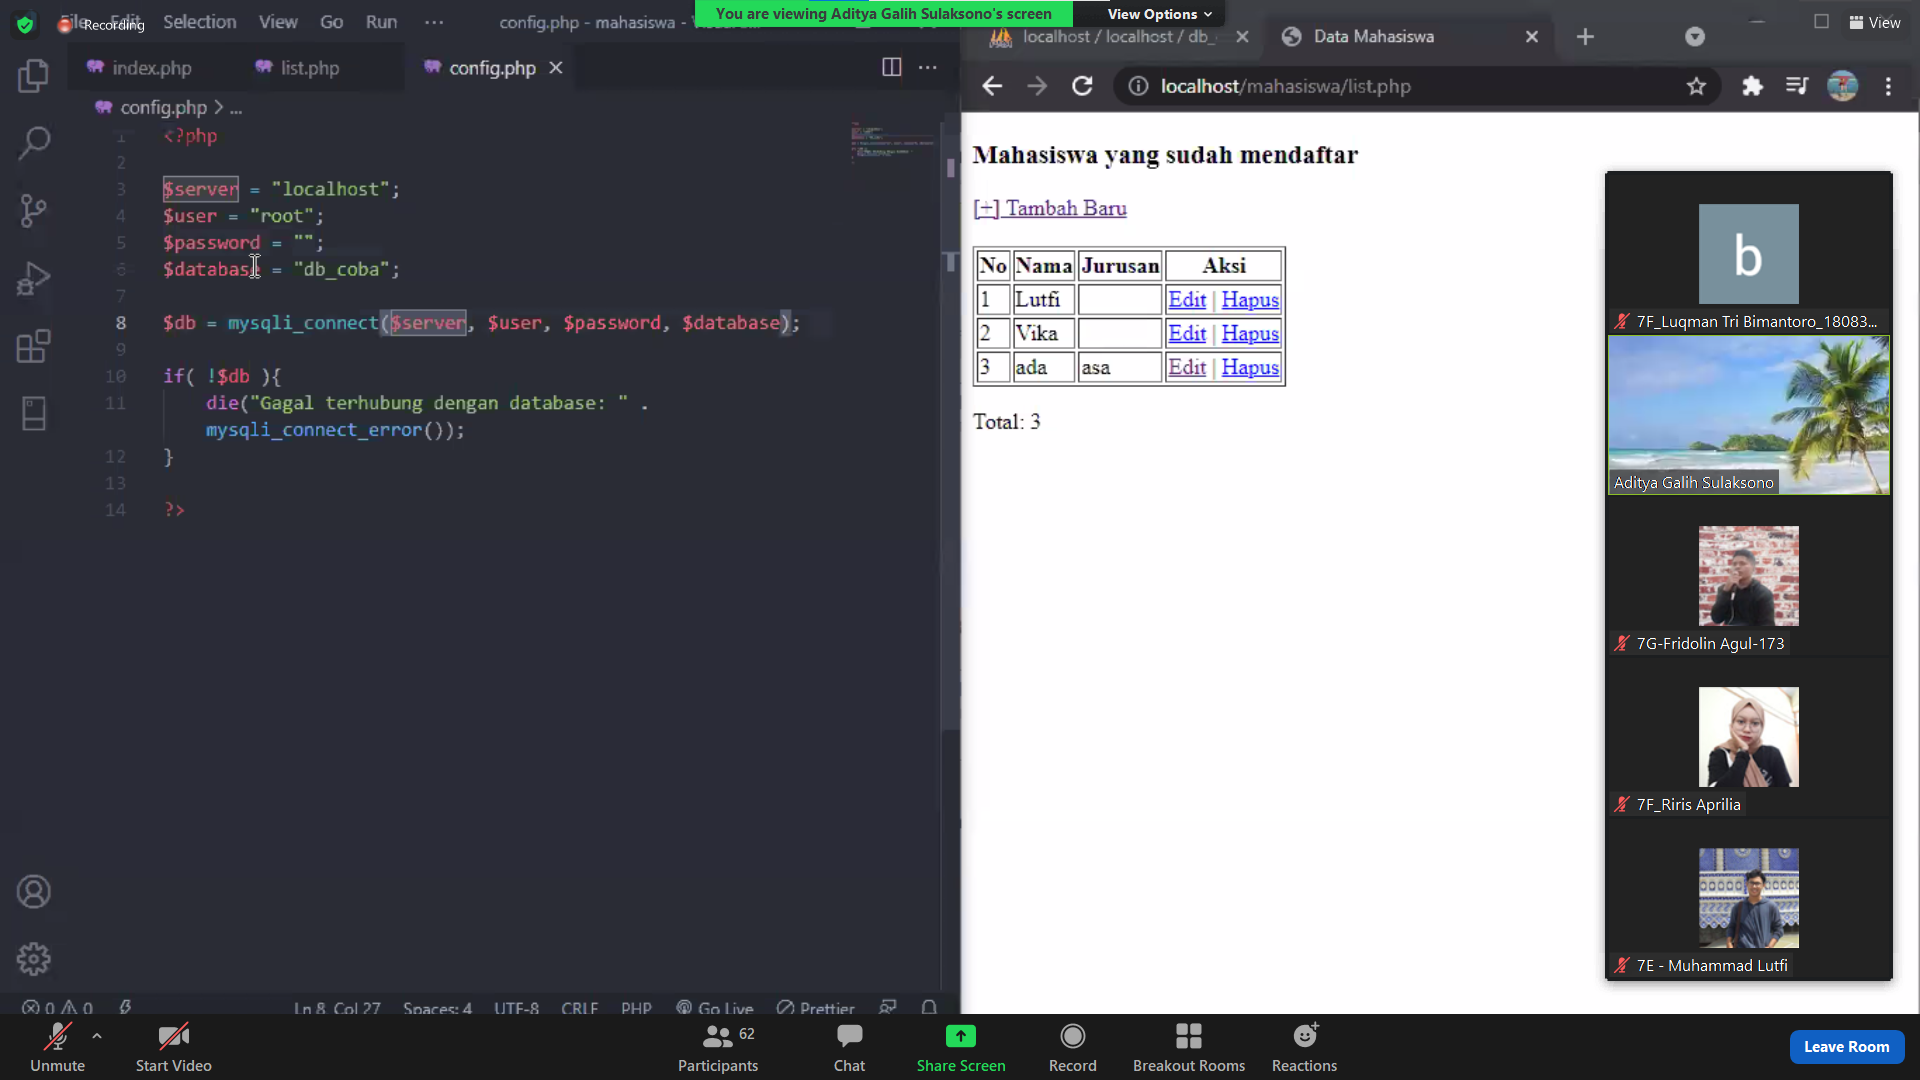 Recording
File Edit Selection View Go Run ···
config.php - mahasiswa -
You are viewing Aditya Galih Sulaksono's screen
View Options
View
index.php
list.php
config.php
config.php > ...
1 <?php
2
3 $server = "localhost";
4 $user = "root";
5 $password = "";
6 $database = "db_coba";
7
8 $db = mysqli_connect($server, $user, $password, $database);
9
10 if( !$db ){
11 die("Gagal terhubung dengan database: " .
mysqli_connect_error());
12 }
13
14 ?>
0 0
Ln 8, Col 27 Spaces: 4 UTF-8 CRLF PHP Go Live Prettier
localhost / localhost / db_
Data Mahasiswa
localhost/mahasiswa/list.php
Mahasiswa yang sudah mendaftar
[+] Tambah Baru
No Nama Jurusan Aksi
1 Lutfi Edit | Hapus
2 Vika Edit | Hapus
3 ada asa Edit | Hapus
Total: 3
b
7F_Luqman Tri Bimantoro_18083...
Aditya Galih Sulaksono
7G-Fridolin Agul-173
7F_Riris Aprilia
7E - Muhammad Lutfi
Unmute
Start Video
Participants
62
Chat
Share Screen
Record
Breakout Rooms
Reactions
Leave Room